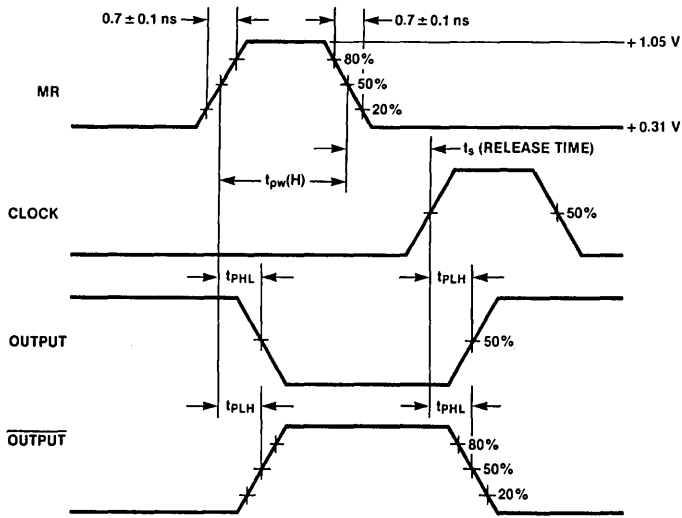 0.7 ± 0.1 ns
0.7 ± 0.1 ns
+ 1.05 V
80%
MR
50%
20%
+ 0.31 V
ts (RELEASE TIME)
tpw(H)
CLOCK
50%
tPHL
tPLH
OUTPUT
50%
tPLH
tPHL
OUTPUT
80%
50%
20%